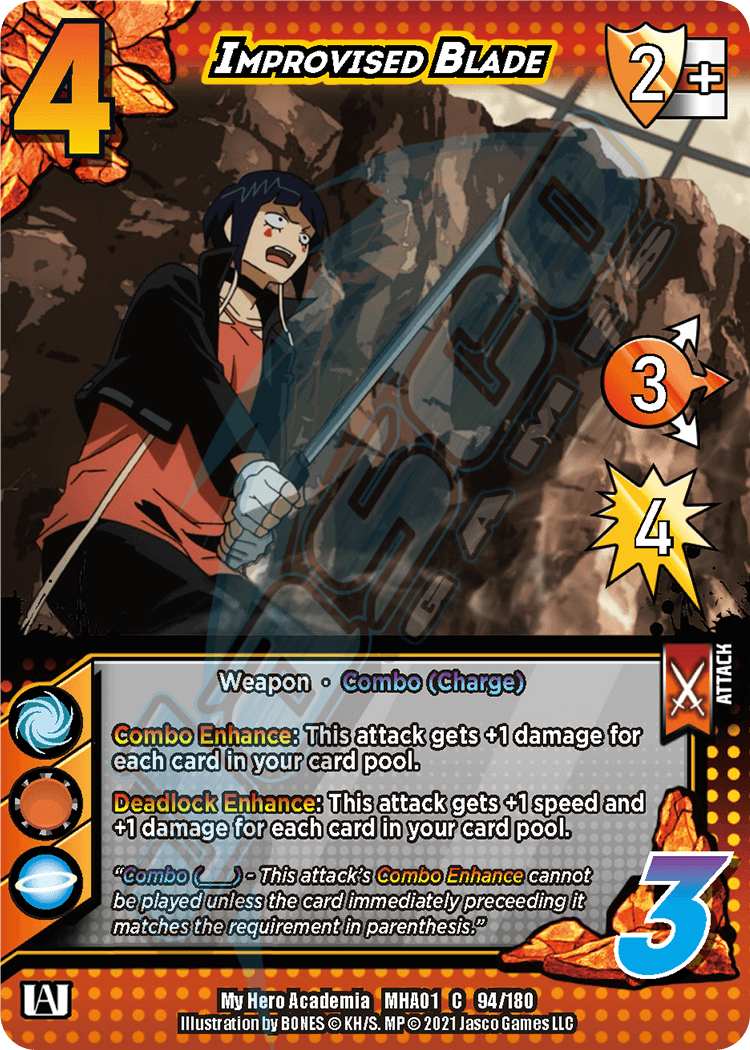 4
IMPROVISED BLADE
2 +
3
4
JASCO
GAMES
ATTACK
Weapon • Combo (Charge)
Combo Enhance: This attack gets +1 damage for
each card in your card pool.
Deadlock Enhance: This attack gets +1 speed and
+1 damage for each card in your card pool.
“Combo (___) - This attack’s Combo Enhance cannot
be played unless the card immediately preceeding it
matches the requirement in parenthesis.”
3
UA
My Hero Academia MHA01 C 94/180
Illustration by BONES © KH/S. MP © 2021 Jasco Games LLC